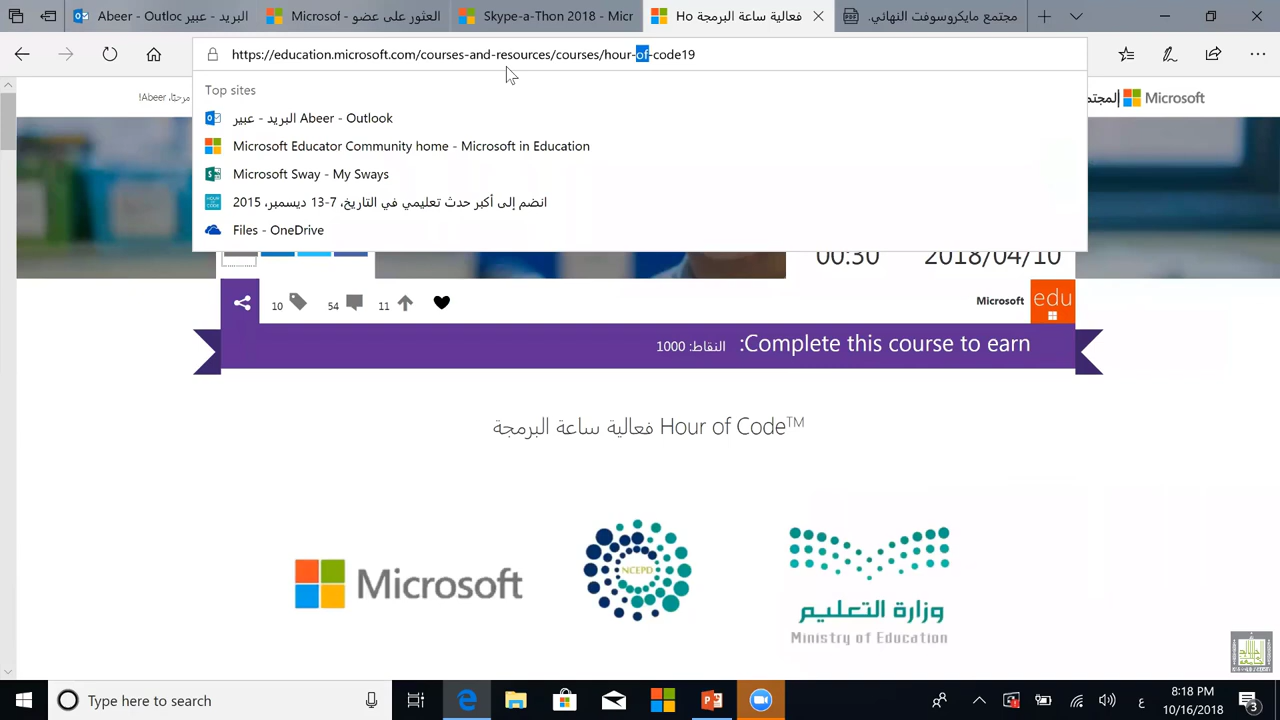 البريد - عبير Abeer - Outloc
العثور على عضو - Microsof
Skype-a-Thon 2018 - Micr
فعالية ساعة البرمجة Ho
مجتمع مايكروسوفت النهائي.
https://education.microsoft.com/courses-and-resources/courses/hour-of-code19
Top sites
البريد - عبير Abeer - Outlook
Microsoft Educator Community home - Microsoft in Education
Microsoft Sway - My Sways
انضم إلى أكبر حدث تعليمي في التاريخ، 7-13 ديسمبر، 2015
Files - OneDrive
مرحبًا، Abeer!
Microsoft
المجتم
00:30
2018/04/10
10
54
11
Microsoft
edu
Complete this course to earn:
النقاط: 1000
فعالية ساعة البرمجة Hour of Code™
Microsoft
NCEPD
وزارة التعليم
Ministry of Education
Type here to search
ع
8:18 PM
10/16/2018
3